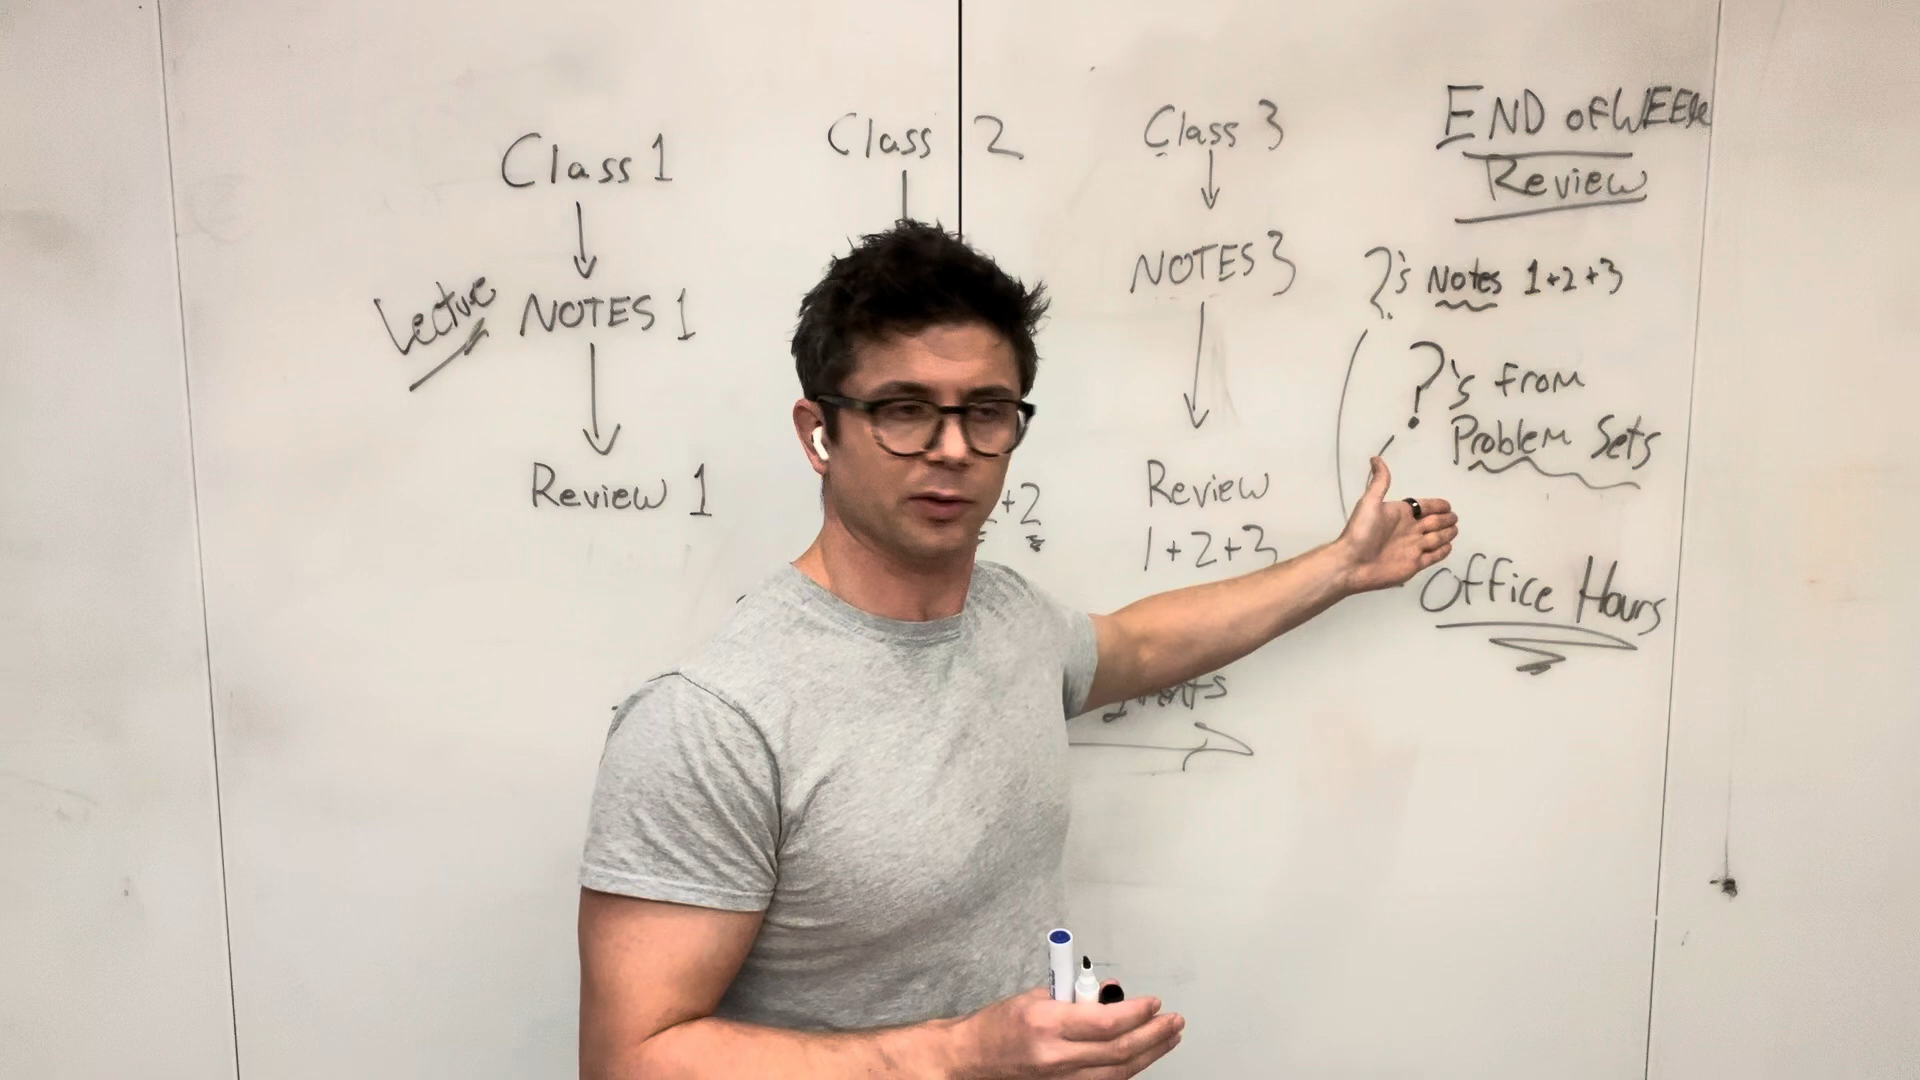 Class 1
Lecture NOTES 1
Review 1
Class 2
+2
Class 3
NOTES 3
Review
1+2+3
END OF WEEK
Review
?'s Notes 1+2+3
?'s from
Problem Sets
Office Hours